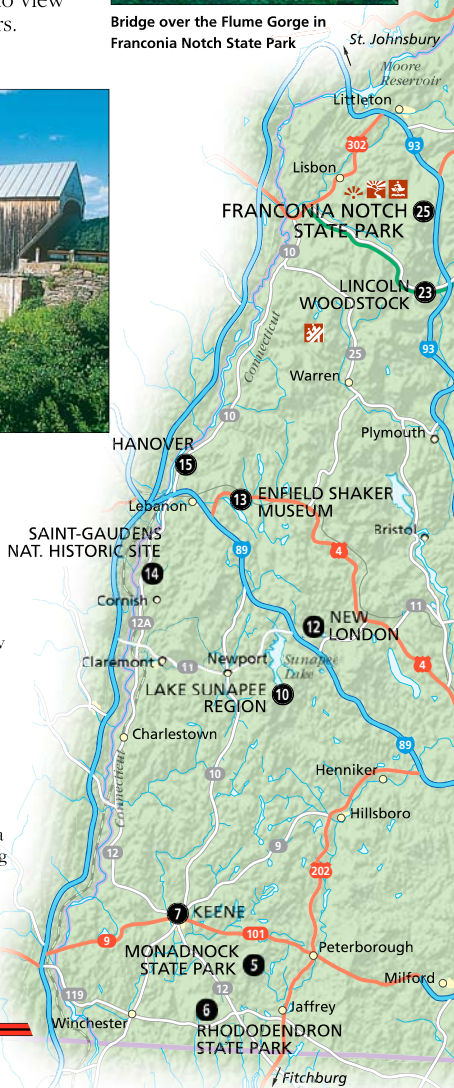 o view
rs.
Bridge over the Flume Gorge in
Franconia Notch State Park
St. Johnsbury
Moore
Reservoir
Littleton
93
302
Lisbon
FRANCONIA NOTCH 25
STATE PARK
10
LINCOLN
WOODSTOCK 23
Connecticut
93
25
Warren
10
Plymouth
HANOVER
15
13 ENFIELD SHAKER
MUSEUM
Lebanon
Bristol
SAINT-GAUDENS
NAT. HISTORIC SITE
89
4
14
Cornish
11
12A
12 NEW
LONDON
Claremont
11
Newport
Sunapee
Lake
4
LAKE SUNAPEE
REGION 10
Charlestown
89
10
Henniker
Connecticut
Hillsboro
a
g
12
9
202
7 KEENE
9
101
Peterborough
MONADNOCK
STATE PARK 5
Milford
119
12
6
Jaffrey
Winchester
RHODODENDRON
STATE PARK
Fitchburg